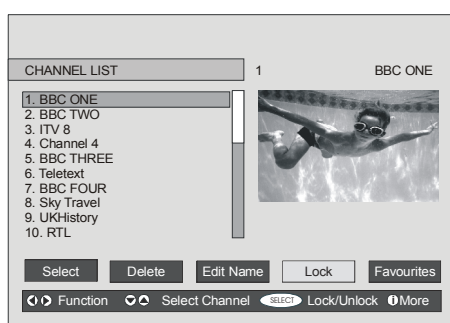 CHANNEL LIST
1 BBC ONE
1. BBC ONE
2. BBC TWO
3. ITV 8
4. Channel 4
5. BBC THREE
6. Teletext
7. BBC FOUR
8. Sky Travel
9. UKHistory
10. RTL
Select Delete Edit Name Lock Favourites
Function Select Channel SELECT Lock/Unlock i More